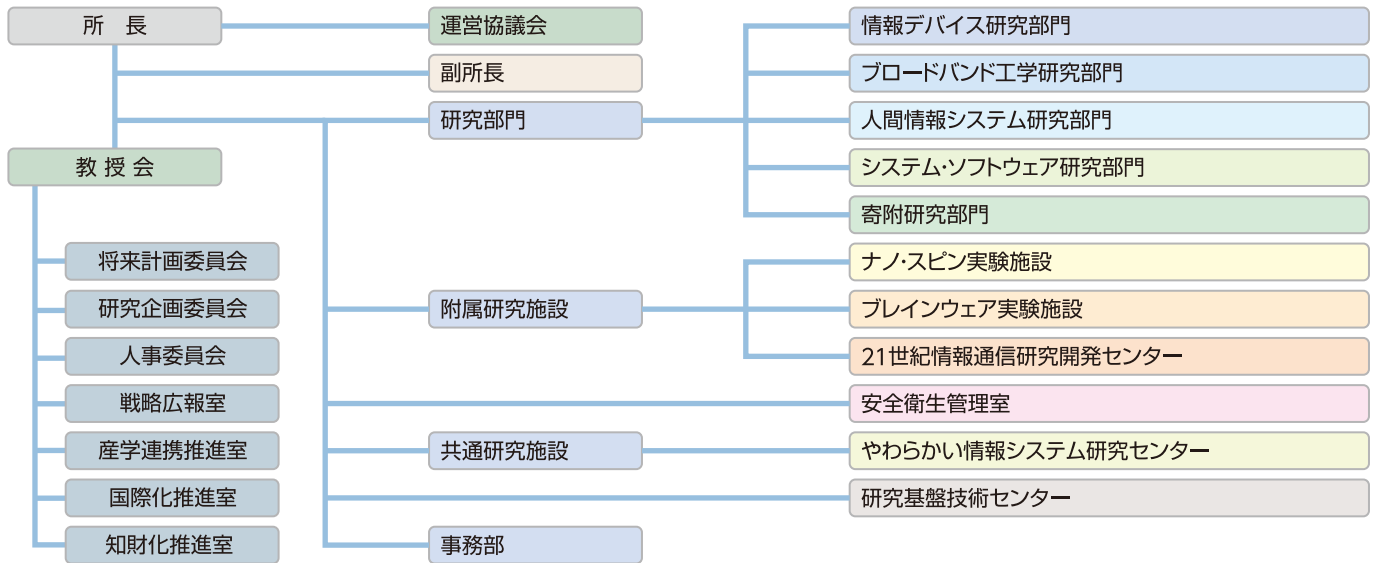 所 長
運営協議会
副所長
研究部門
教 授 会
将来計画委員会
研究企画委員会
人事委員会
戦略広報室
産学連携推進室
国際化推進室
知財化推進室
附属研究施設
共通研究施設
事務部
情報デバイス研究部門
ブロードバンド工学研究部門
人間情報システム研究部門
システム・ソフトウェア研究部門
寄附研究部門
ナノ・スピン実験施設
ブレインウェア実験施設
21世紀情報通信研究開発センター
安全衛生管理室
やわらかい情報システム研究センター
研究基盤技術センター